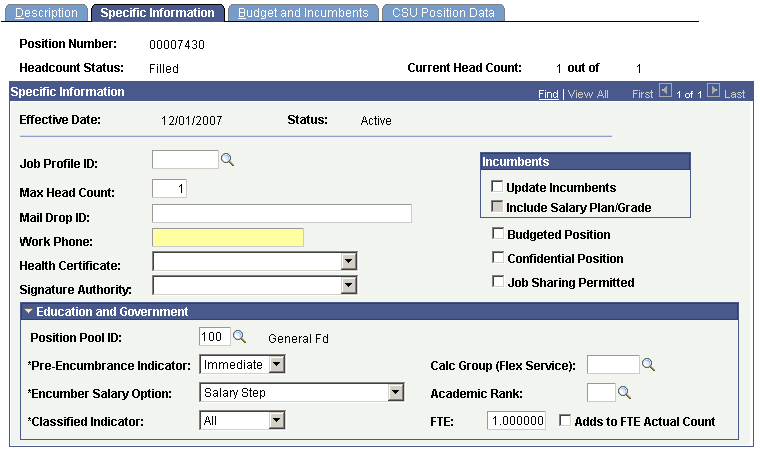 Description Specific Information Budget and Incumbents CSU Position Data
Position Number: 00007430
Headcount Status: Filled Current Head Count: 1 out of 1
Specific Information Find | View All First 1 of 1 Last
Effective Date: 12/01/2007 Status: Active
Job Profile ID: Incumbents
Max Head Count: 1 Update Incumbents
Mail Drop ID: Include Salary Plan/Grade
Work Phone: Budgeted Position
Health Certificate: Confidential Position
Signature Authority: Job Sharing Permitted
Education and Government
Position Pool ID: 100 General Fd
*Pre-Encumbrance Indicator: Immediate Calc Group (Flex Service):
*Encumber Salary Option: Salary Step Academic Rank:
*Classified Indicator: All FTE: 1.000000 Adds to FTE Actual Count